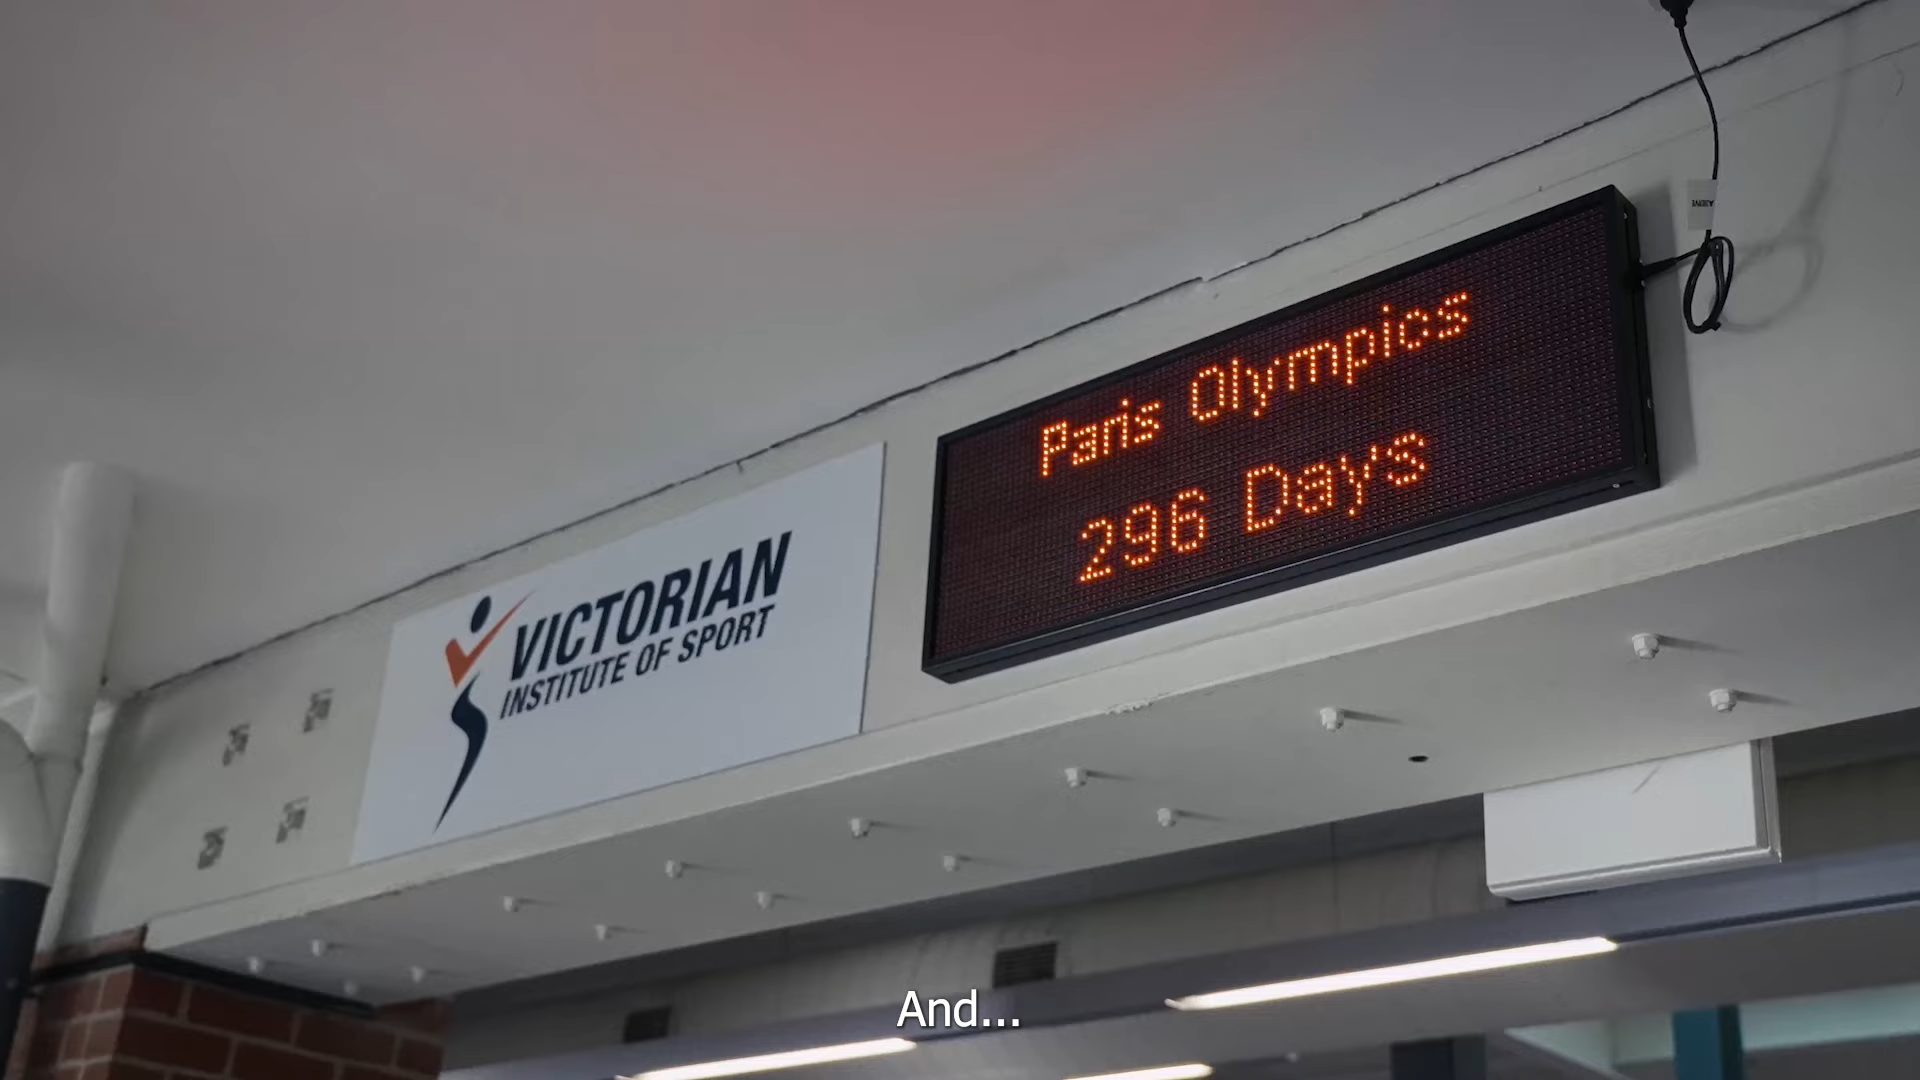 Paris Olympics
296 Days
VICTORIAN
INSTITUTE OF SPORT
And...